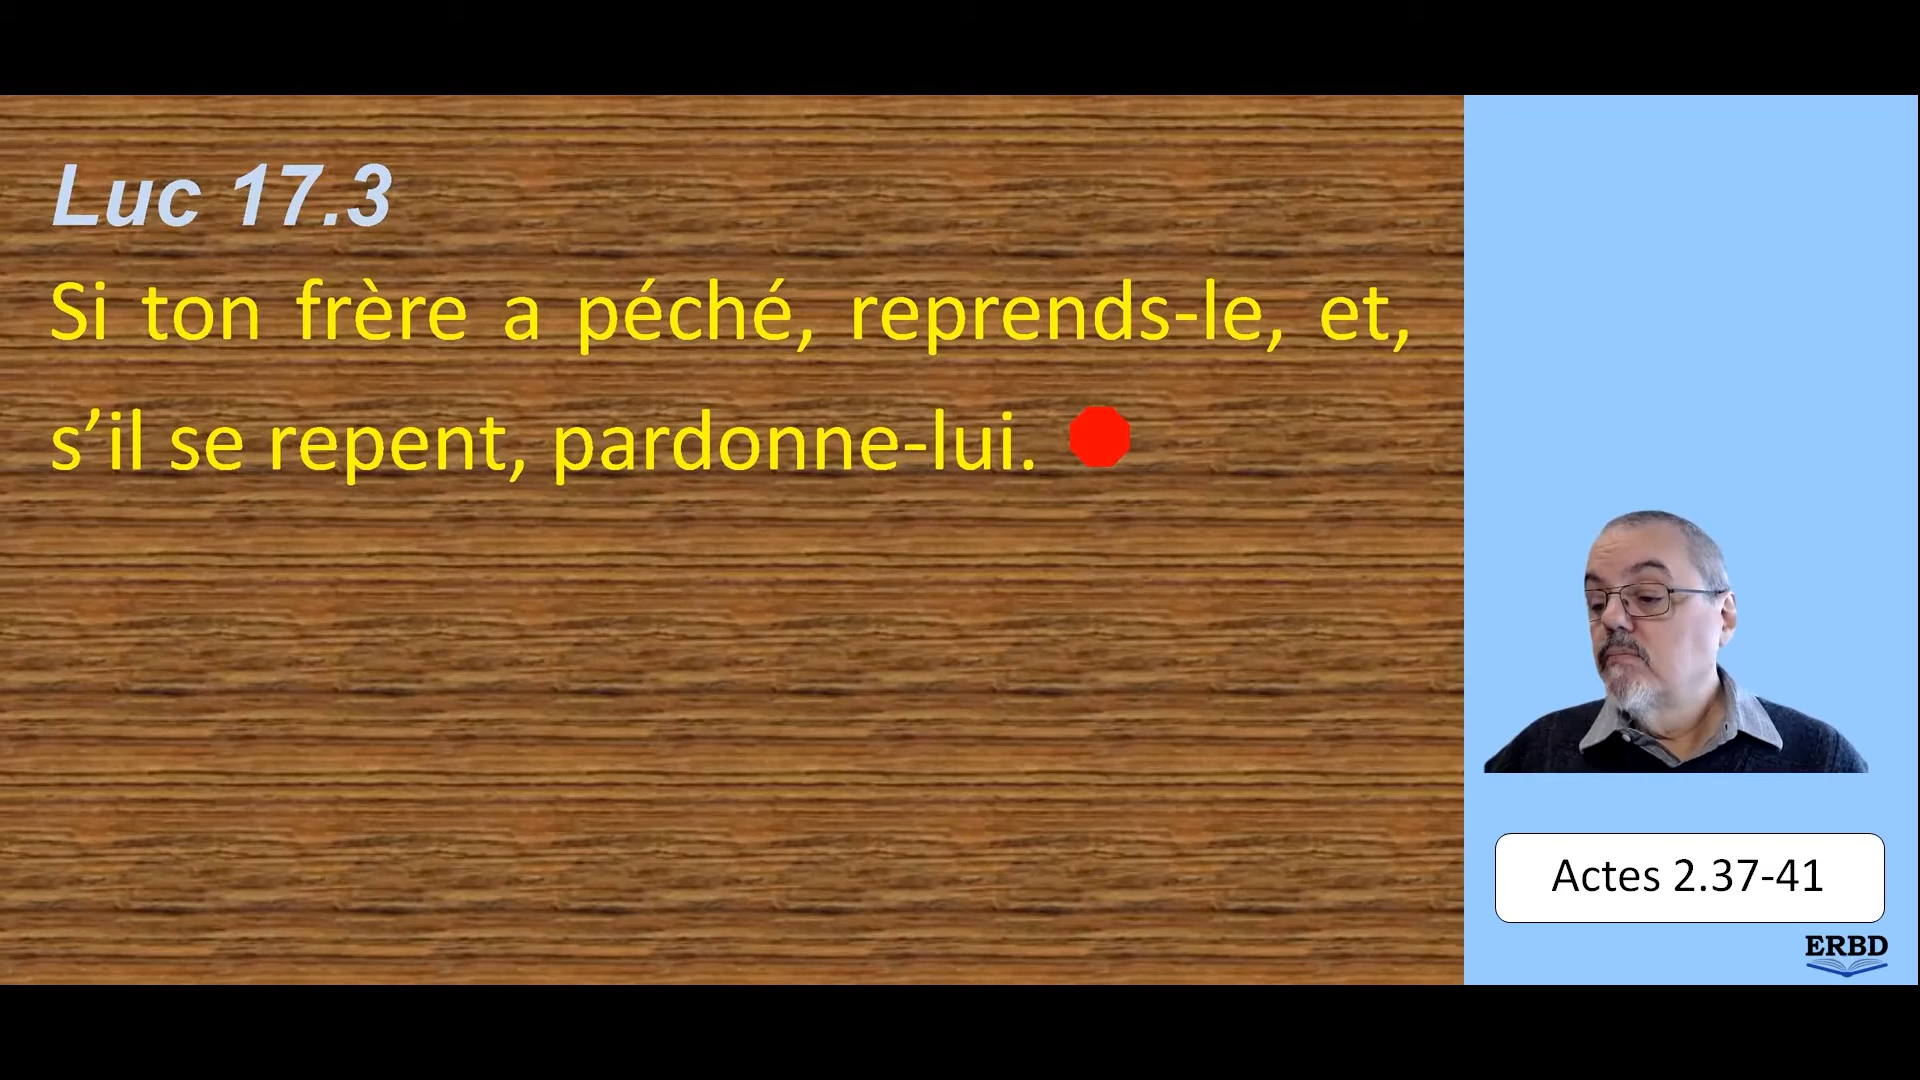 Luc 17.3
Si ton frère a péché, reprends-le, et,
s’il se repent, pardonne-lui.
Actes 2.37-41
ERBD